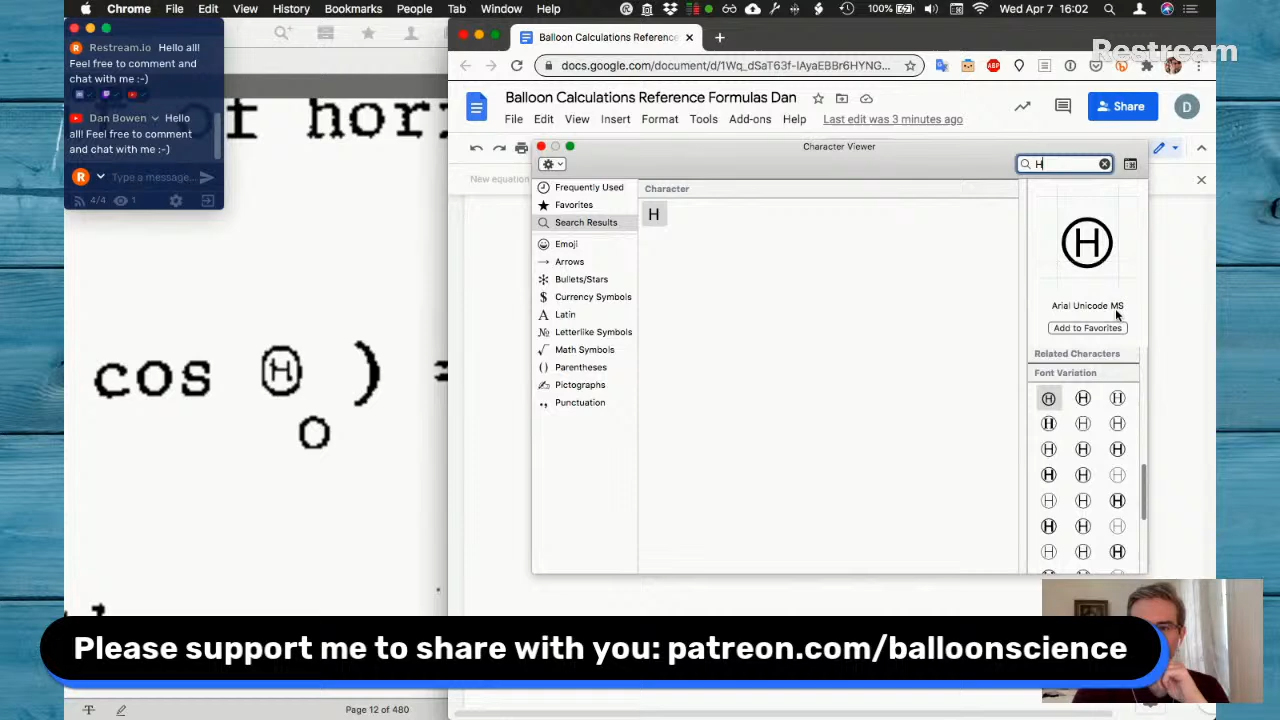 Chrome File Edit View History Bookmarks People Tab Window Help 100% Wed Apr 7 16:02
Restream
Restream.io Hello all!
Feel free to comment and
chat with me :-)
Dan Bowen Hello
all! Feel free to comment
and chat with me :-)
Type a message...
4/4 1
of horr
cos Ⓗ ) =
o
Page 12 of 480
Balloon Calculations Reference
docs.google.com/document/d/1Wq_dSaT63f-lAyaEBBr6HYNG...
Balloon Calculations Reference Formulas Dan
File Edit View Insert Format Tools Add-ons Help Last edit was 3 minutes ago
Share
D
New equation
Character Viewer
H
Frequently Used
Favorites
Search Results
Emoji
Arrows
Bullets/Stars
Currency Symbols
Latin
Letterlike Symbols
Math Symbols
Parentheses
Pictographs
Punctuation
Character
H
Ⓗ
Arial Unicode MS
Add to Favorites
Related Characters
Font Variation
Ⓗ Ⓗ Ⓗ
Ⓗ Ⓗ Ⓗ
Ⓗ Ⓗ Ⓗ
Ⓗ Ⓗ Ⓗ
Ⓗ Ⓗ Ⓗ
Ⓗ Ⓗ Ⓗ
Ⓗ Ⓗ Ⓗ
Please support me to share with you: patreon.com/balloonscience